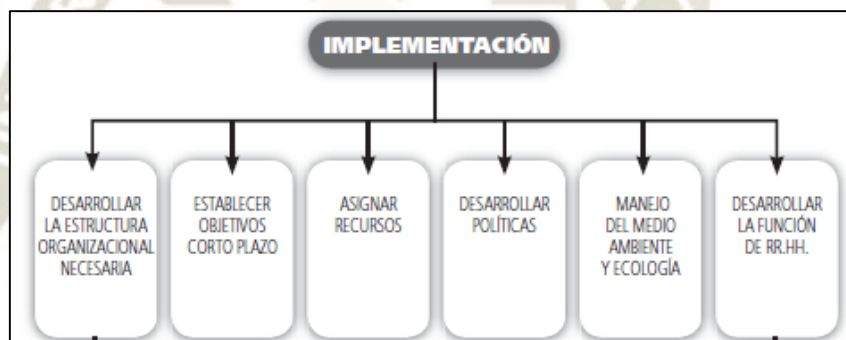 IMPLEMENTACIÓN
DESARROLLAR
LA ESTRUCTURA
ORGANIZACIONAL
NECESARIA
ESTABLECER
OBJETIVOS
CORTO PLAZO
ASIGNAR
RECURSOS
DESARROLLAR
POLÍTICAS
MANEJO
DEL MEDIO
AMBIENTE
Y ECOLOGÍA
DESARROLLAR
LA FUNCIÓN
DE RR.HH.